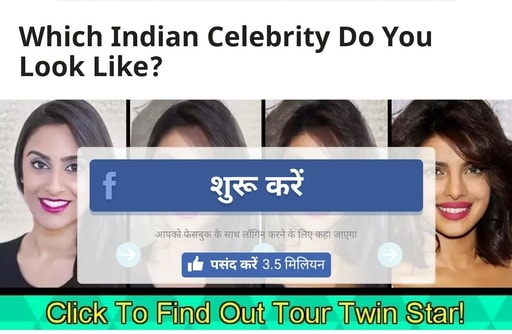 Which Indian Celebrity Do You
Look Like?
f शुरू करें
आपको फेसबुक के साथ लॉगिन करने के लिए कहा जाएगा
पसंद करें 3.5 मिलियन
Click To Find Out Tour Twin Star!